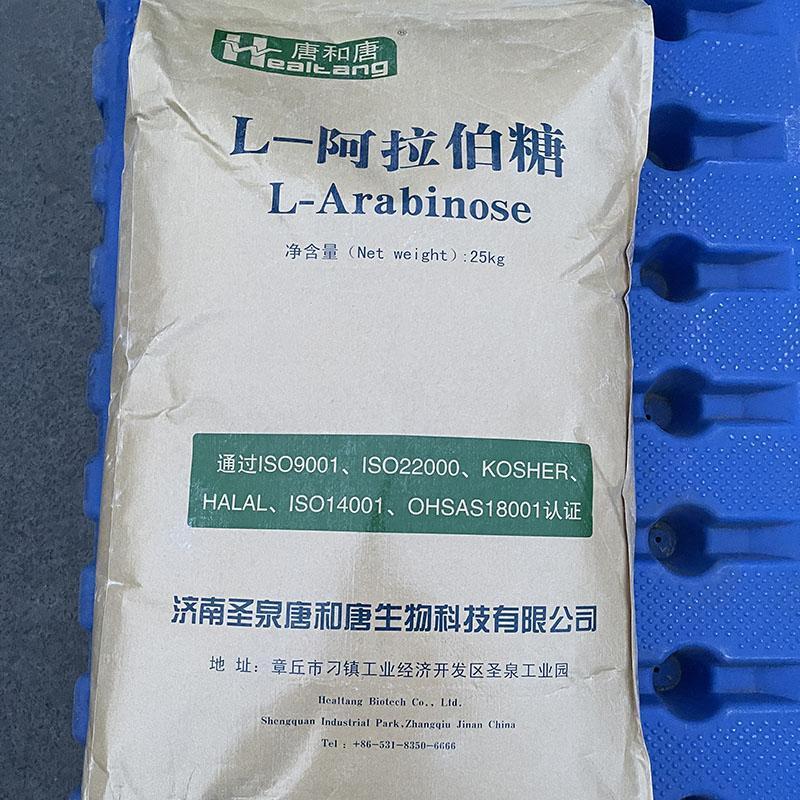 唐和唐®
Healtang
L-阿拉伯糖
L-Arabinose
净含量(Net weight):25kg
通过ISO9001、ISO22000、KOSHER、
HALAL、ISO14001、OHSAS18001认证
济南圣泉唐和唐生物科技有限公司
地 址: 章丘市刁镇工业经济开发区圣泉工业园
Healtang Biotech Co., Ltd.
Shengquan Industrial Park,Zhangqiu Jinan China
Tel : +86-531-8350-6666